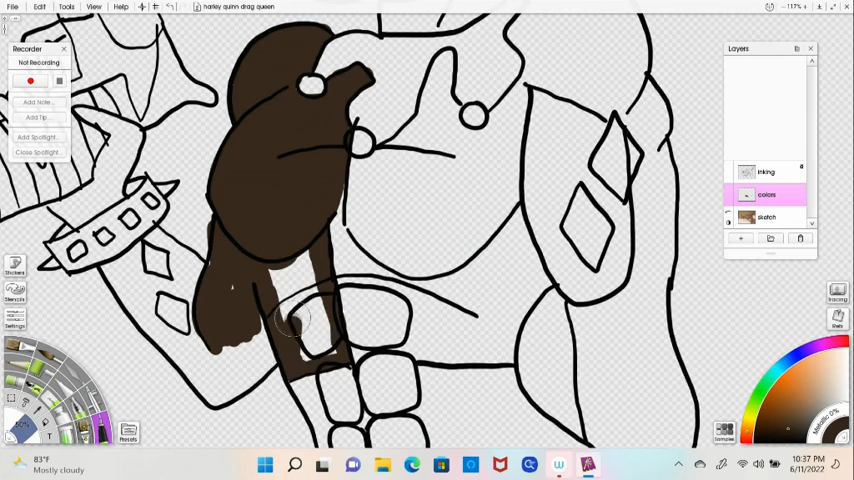 File Edit Tools View Help harley quinn drag queen 117%
Recorder
Not Recording
Add Note...
Add Tip...
Add Spotlight...
Close Spotlight...
Layers
inking
colors
sketch
Stickers
Stencils
Settings
50%
T
Presets
Tracing
Refs
Samples
Metallic 0%
83°F
Mostly cloudy
10:37 PM
6/11/2022